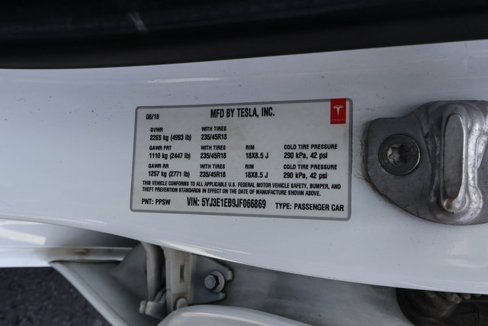 08/18 MFD BY TESLA, INC.
GVWR WITH TIRES
2265 kg (4993 lb) 235/45R18
GAWR FRT WITH TIRES RIM COLD TIRE PRESSURE
1110 kg (2447 lb) 235/45R18 18X8.5 J 290 kPa, 42 psi
GAWR RR WITH TIRES RIM COLD TIRE PRESSURE
1257 kg (2771 lb) 235/45R18 18X8.5 J 290 kPa, 42 psi
THIS VEHICLE CONFORMS TO ALL APPLICABLE U.S. FEDERAL MOTOR VEHICLE SAFETY, BUMPER, AND
THEFT PREVENTION STANDARDS IN EFFECT ON THE DATE OF MANUFACTURE SHOWN ABOVE.
PNT: PPSW VIN: 5YJ3E1EB9JF066869 TYPE: PASSENGER CAR